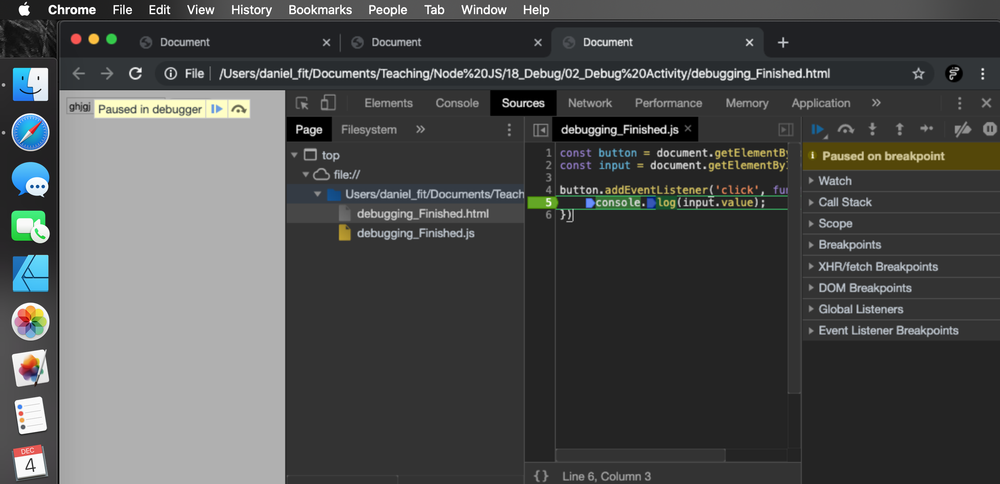 Chrome File Edit View History Bookmarks People Tab Window Help
Document Document Document
File /Users/daniel_fit/Documents/Teaching/Node%20JS/18_Debug/02_Debug%20Activity/debugging_Finished.html
ghjgj Paused in debugger
Elements Console Sources Network Performance Memory Application
Page Filesystem
debugging_Finished.js
top
file://
Users/daniel_fit/Documents/Teach
debugging_Finished.html
debugging_Finished.js
1 const button = document.getElementBy
2 const input = document.getElementBy
3
4 button.addEventListener('click', fun
5 console.log(input.value);
6 })
Paused on breakpoint
Watch
Call Stack
Scope
Breakpoints
XHR/fetch Breakpoints
DOM Breakpoints
Global Listeners
Event Listener Breakpoints
{} Line 6, Column 3
DEC
4